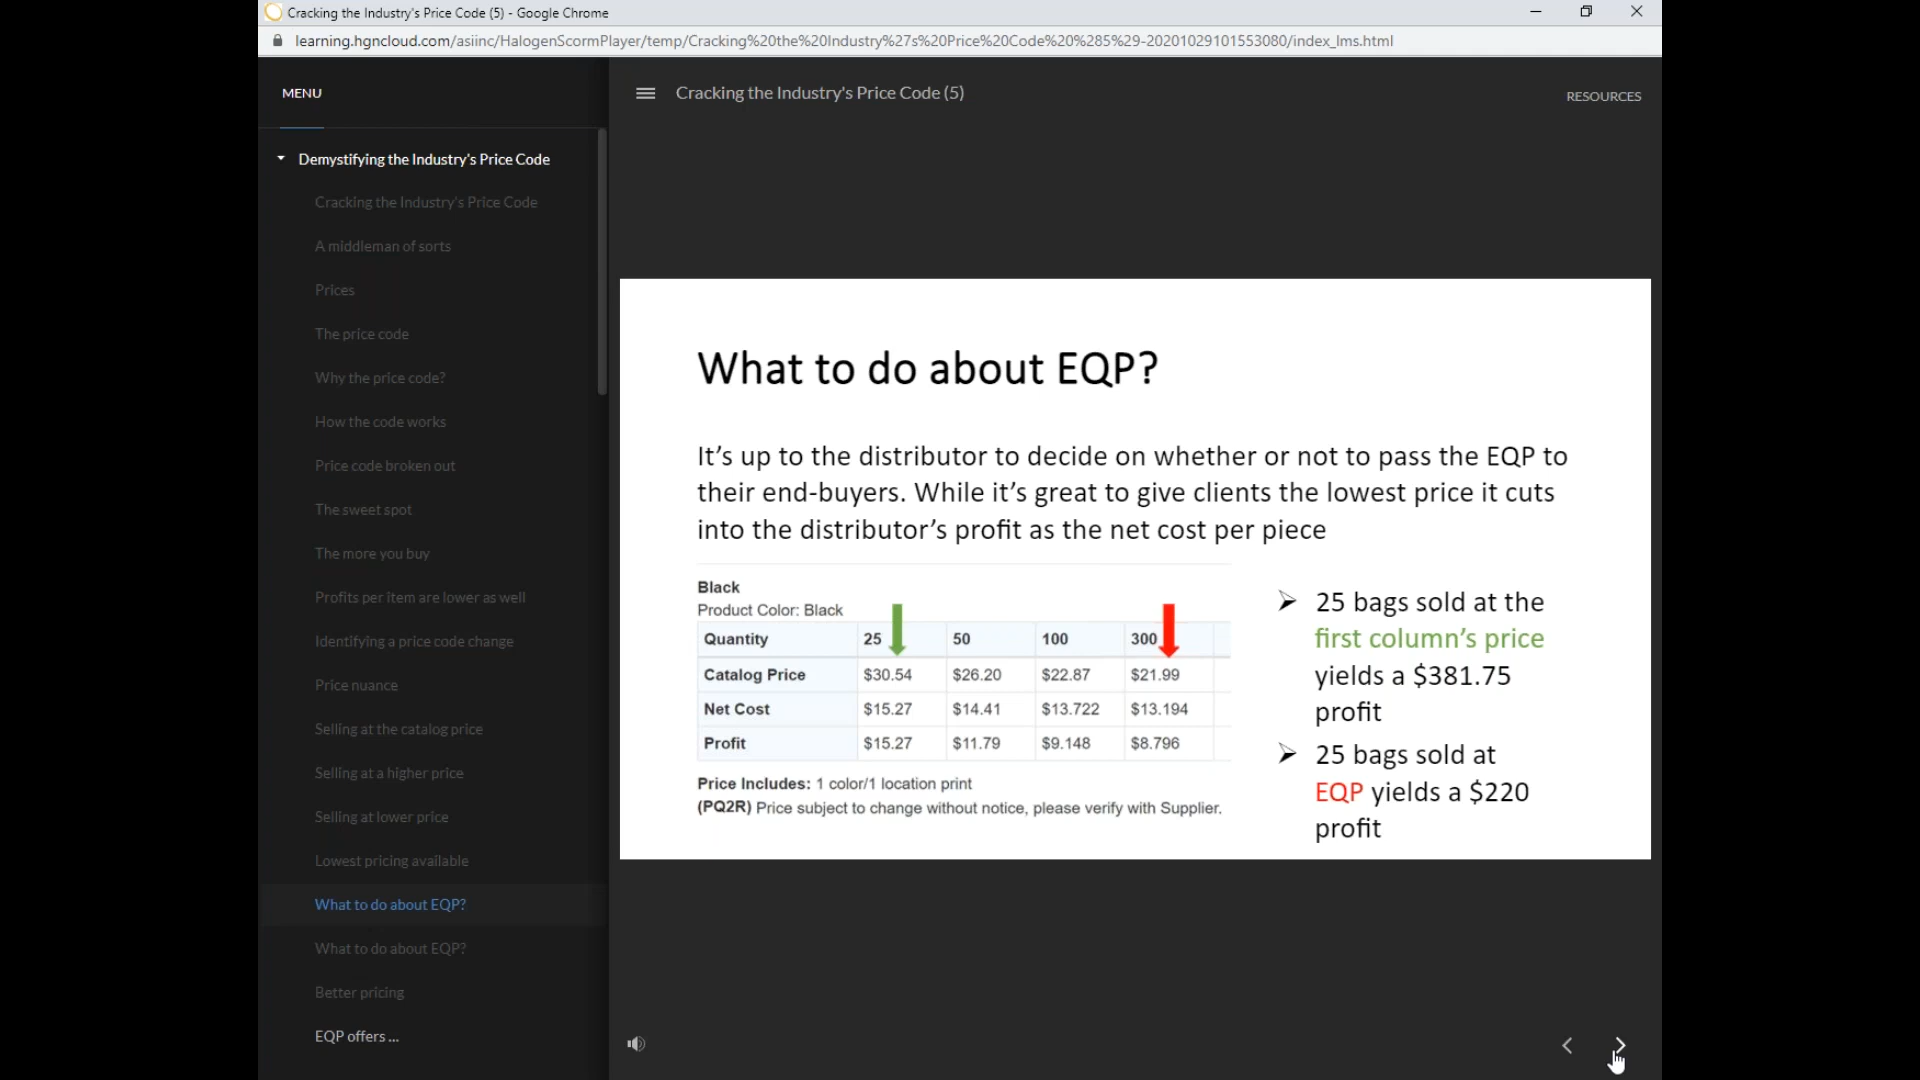 Cracking the Industry's Price Code (5) - Google Chrome
learning.hgncloud.com/asiinc/HalogenScormPlayer/temp/Cracking%20the%20Industry%27s%20Price%20Code%20%285%29-20201029101553080/index_lms.html
MENU
Cracking the Industry's Price Code (5)
RESOURCES
Demystifying the Industry's Price Code
Cracking the Industry's Price Code
A middleman of sorts
Prices
The price code
Why the price code?
How the code works
Price code broken out
The sweet spot
The more you buy
Profits per item are lower as well
Identifying a price code change
Price nuance
Selling at the catalog price
Selling at a higher price
Selling at lower price
Lowest pricing available
What to do about EQP?
What to do about EQP?
Better pricing
EQP offers ...
What to do about EQP?
It's up to the distributor to decide on whether or not to pass the EQP to
their end-buyers. While it's great to give clients the lowest price it cuts
into the distributor's profit as the net cost per piece
Black
Product Color: Black
Quantity 25 50 100 300
Catalog Price $30.54 $26.20 $22.87 $21.99
Net Cost $15.27 $14.41 $13.722 $13.194
Profit $15.27 $11.79 $9.148 $8.796
Price Includes: 1 color/1 location print
(PQ2R) Price subject to change without notice, please verify with Supplier.
25 bags sold at the
first column's price
yields a $381.75
profit
25 bags sold at
EQP yields a $220
profit